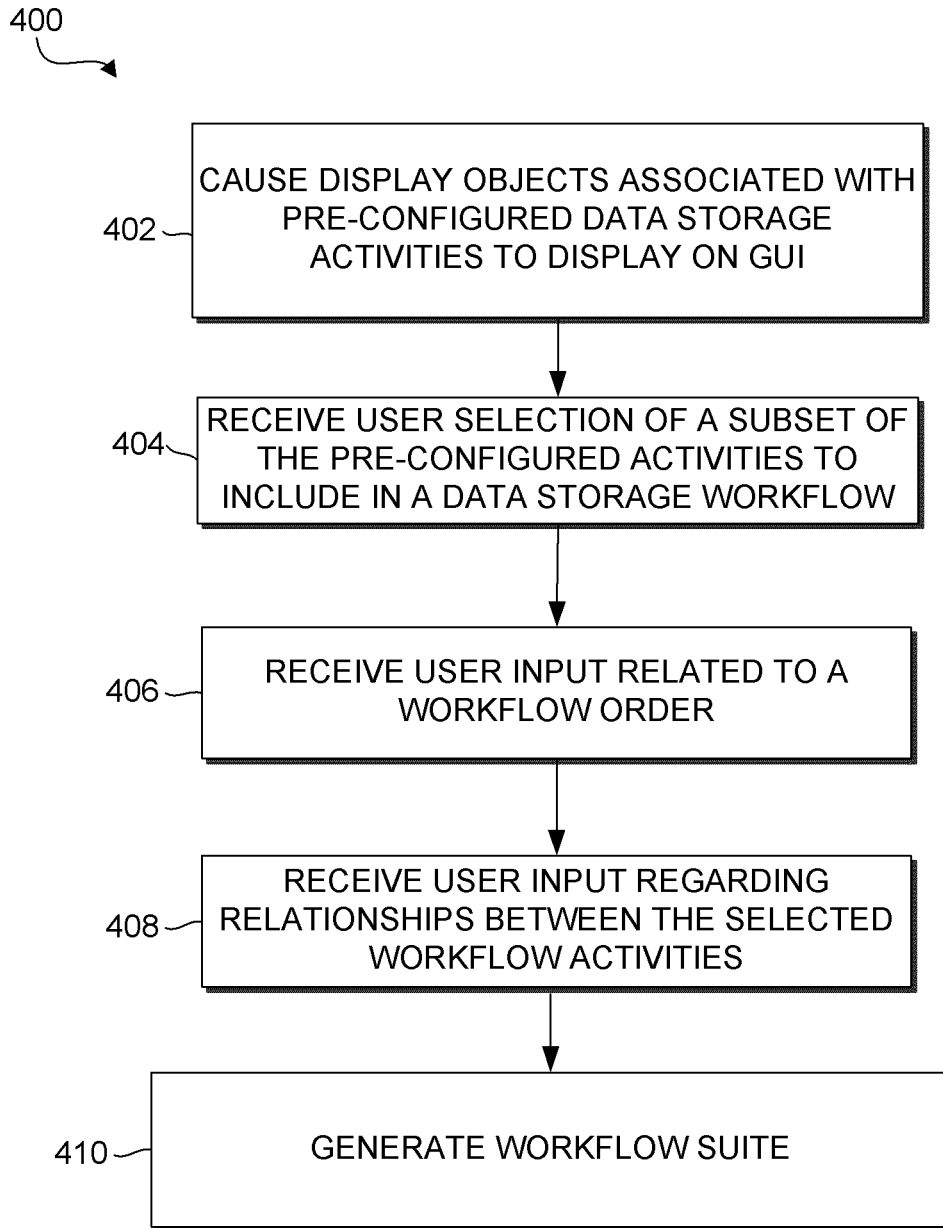 400
CAUSE DISPLAY OBJECTS ASSOCIATED WITH
PRE-CONFIGURED DATA STORAGE
ACTIVITIES TO DISPLAY ON GUI
402
RECEIVE USER SELECTION OF A SUBSET OF
THE PRE-CONFIGURED ACTIVITIES TO
INCLUDE IN A DATA STORAGE WORKFLOW
404
RECEIVE USER INPUT RELATED TO A
WORKFLOW ORDER
406
RECEIVE USER INPUT REGARDING
RELATIONSHIPS BETWEEN THE SELECTED
WORKFLOW ACTIVITIES
408
GENERATE WORKFLOW SUITE
410